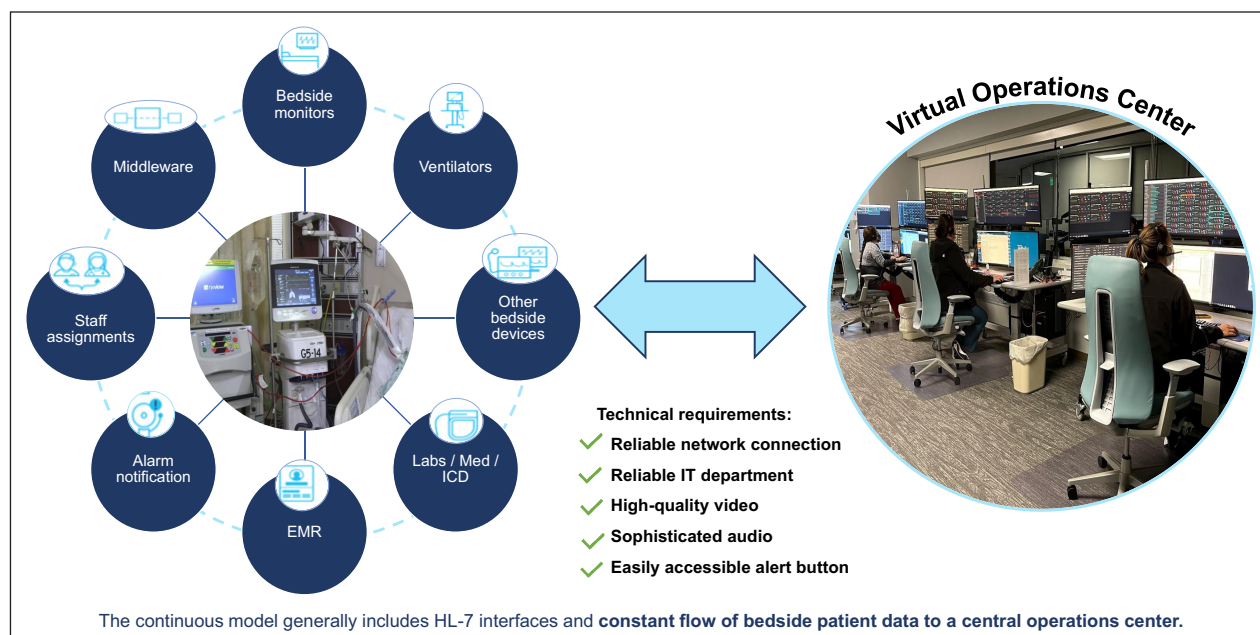 Virtual Operations Center
Bedside
monitors
Ventilators
Other
bedside
devices
Labs / Med /
ICD
EMR
Alarm
notification
Staff
assignments
Middleware
G5-14
Technical requirements:
Reliable network connection
Reliable IT department
High-quality video
Sophisticated audio
Easily accessible alert button
The continuous model generally includes HL-7 interfaces and constant flow of bedside patient data to a central operations center.